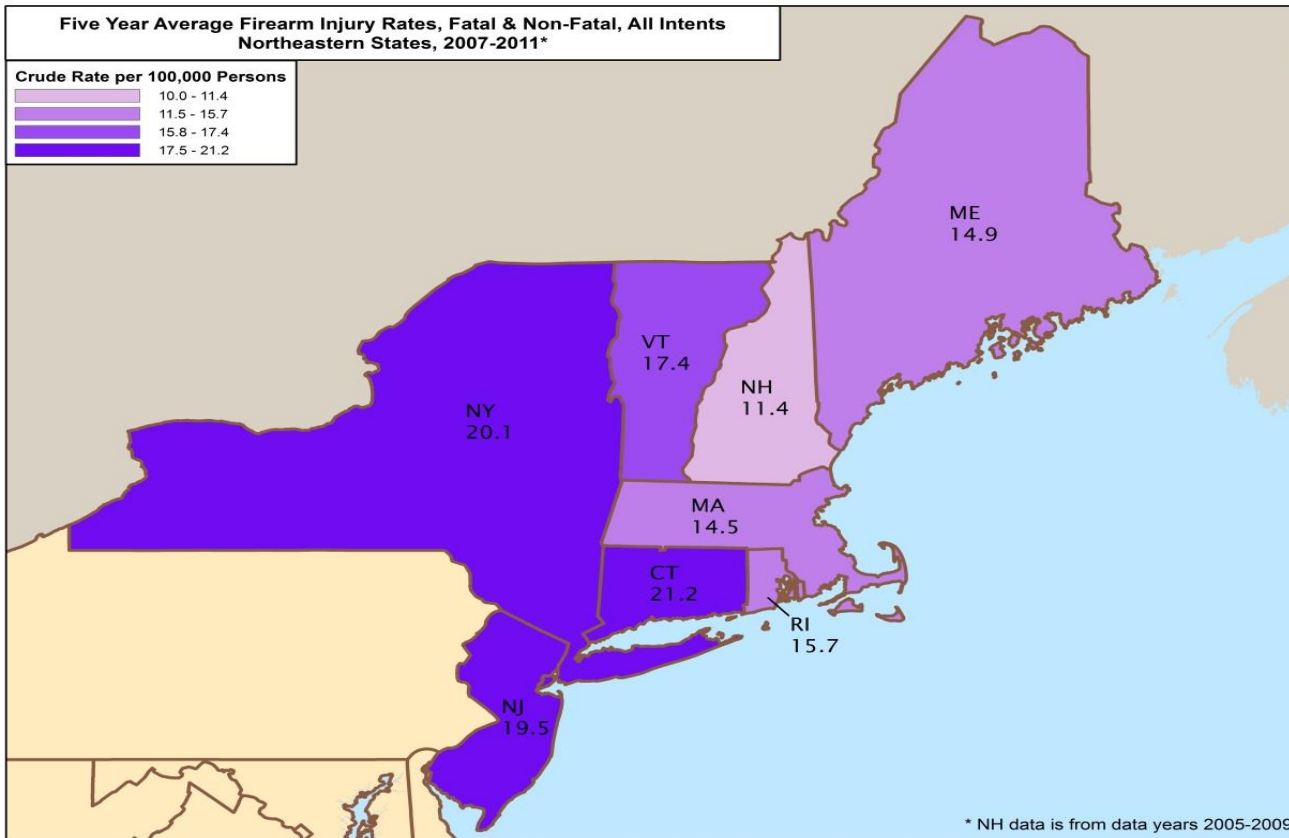 Five Year Average Firearm Injury Rates, Fatal & Non-Fatal, All Intents
Northeastern States, 2007-2011*
Crude Rate per 100,000 Persons
10.0 - 11.4
11.5 - 15.7
15.8 - 17.4
17.5 - 21.2
ME
14.9
VT
17.4
NH
11.4
NY
20.1
MA
14.5
CT
21.2
RI
15.7
NJ
19.5
* NH data is from data years 2005-2009